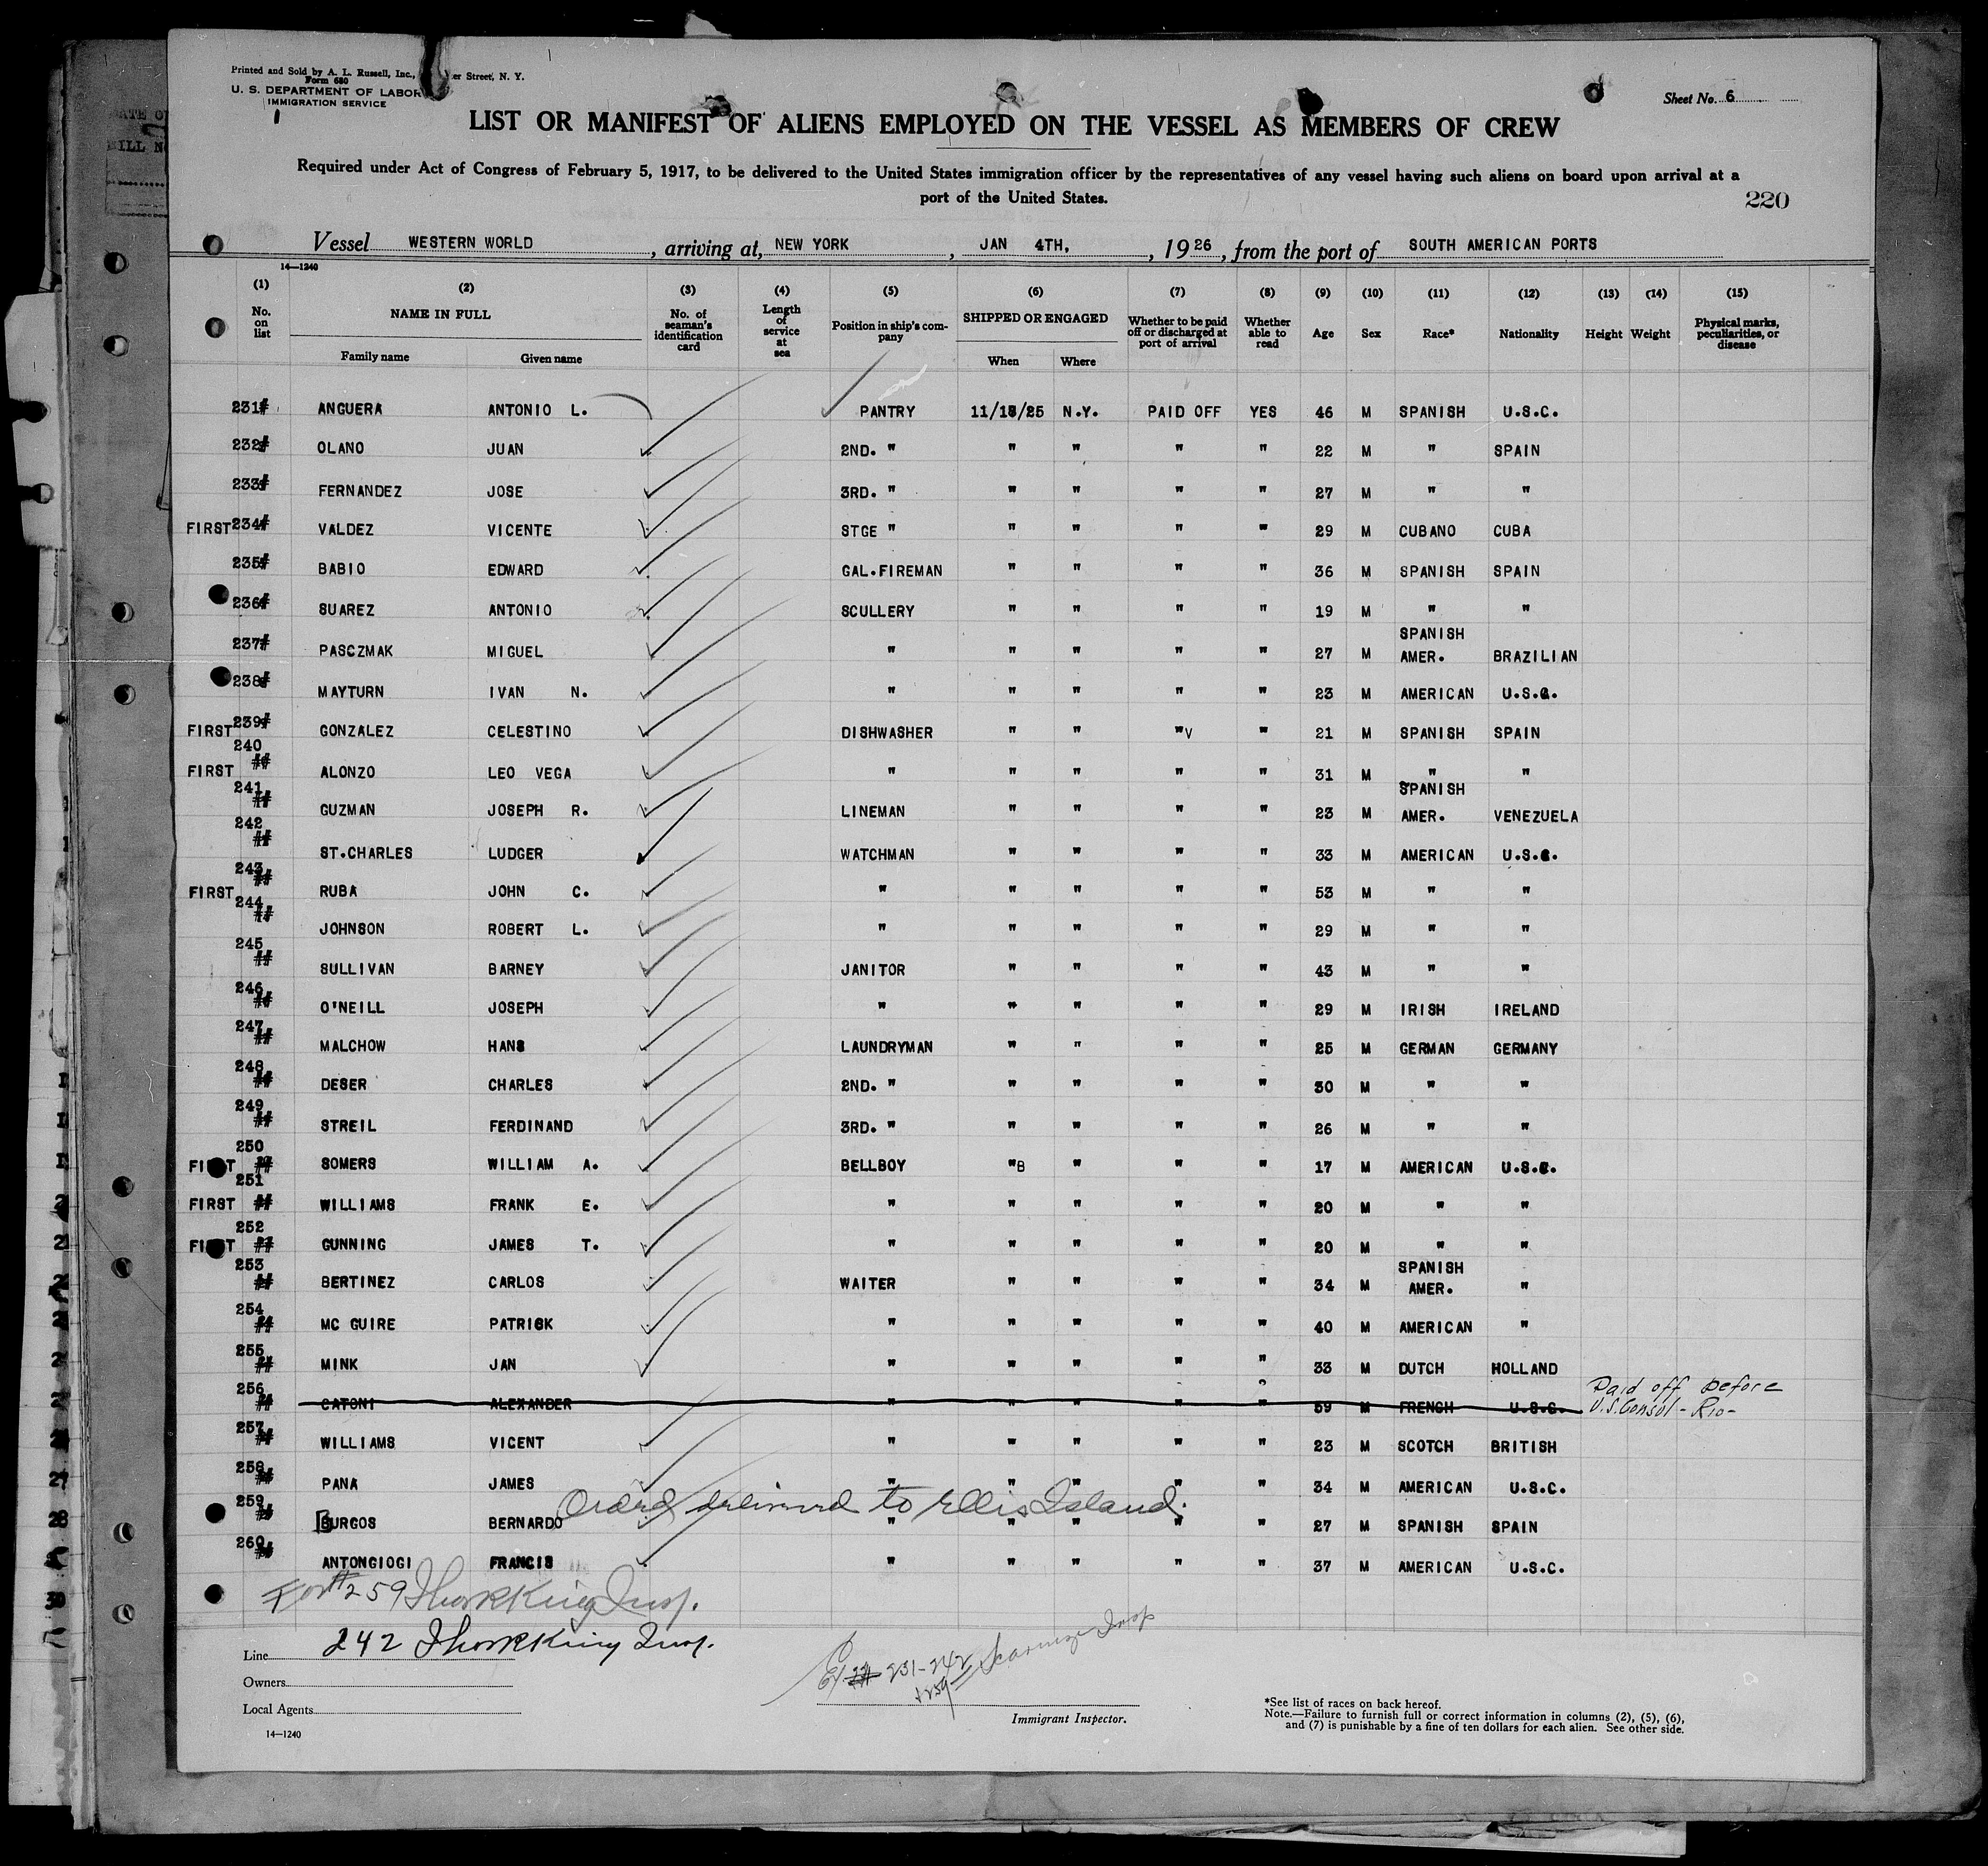 Printed and Sold by A. L. Russell, Inc., er Street, N. Y.
Form 680
U. S. DEPARTMENT OF LABOR
IMMIGRATION SERVICE
Sheet No. 6
LIST OR MANIFEST OF ALIENS EMPLOYED ON THE VESSEL AS MEMBERS OF CREW
Required under Act of Congress of February 5, 1917, to be delivered to the United States immigration officer by the representatives of any vessel having such aliens on board upon arrival at a
port of the United States.
220
Vessel WESTERN WORLD, arriving at, NEW YORK, JAN 4TH, , 1926, from the port of SOUTH AMERICAN PORTS
14—1240
(1) (2) (3) (4) (5) (6) (7) (8) (9) (10) (11) (12) (13) (14) (15)
No. on list NAME IN FULL Family name Given name No. of seaman's identification card Length of service at sea Position in ship's company SHIPPED OR ENGAGED When Where Whether to be paid off or discharged at port of arrival Whether able to read Age Sex Race* Nationality Height Weight Physical marks, peculiarities, or disease
231 ANGUERA ANTONIO L. PANTRY 11/18/25 N.Y. PAID OFF YES 46 M SPANISH U.S.C.
232 OLANO JUAN 2ND. " " " " " 22 M " SPAIN
233 FERNANDEZ JOSE 3RD. " " " " " 27 M " "
FIRST 234 VALDEZ VICENTE STGE " " " " " 29 M CUBANO CUBA
235 BABIO EDWARD GAL.FIREMAN " " " " 36 M SPANISH SPAIN
236 SUAREZ ANTONIO SCULLERY " " " " 19 M " "
237 PASCZMAK MIGUEL " " " " " 27 M SPANISH AMER. BRAZILIAN
238 MAYTURN IVAN N. " " " " " 23 M AMERICAN U.S.C.
FIRST 239 GONZALEZ CELESTINO DISHWASHER " " "V " 21 M SPANISH SPAIN
FIRST 240 ALONZO LEO VEGA " " " " " 31 M " "
241 GUZMAN JOSEPH R. LINEMAN " " " " 23 M SPANISH AMER. VENEZUELA
242 ST.CHARLES LUDGER WATCHMAN " " " " 33 M AMERICAN U.S.C.
FIRST 243 RUBA JOHN C. " " " " " 53 M " "
244 JOHNSON ROBERT L. " " " " " 29 M " "
245 SULLIVAN BARNEY JANITOR " " " " 43 M " "
246 O'NEILL JOSEPH " " " " " 29 M IRISH IRELAND
247 MALCHOW HANS LAUNDRYMAN " " " " 25 M GERMAN GERMANY
248 DESER CHARLES 2ND. " " " " " 30 M " "
249 STREIL FERDINAND 3RD. " " " " " 26 M " "
FIRST 250 SOMERS WILLIAM A. BELLBOY "B " " " 17 M AMERICAN U.S.C.
FIRST 251 WILLIAMS FRANK E. " " " " " 20 M " "
FIRST 252 GUNNING JAMES T. " " " " " 20 M " "
253 BERTINEZ CARLOS WAITER " " " " 34 M SPANISH AMER. "
254 MC GUIRE PATRICK " " " " " 40 M AMERICAN "
255 MINK JAN " " " " " 33 M DUTCH HOLLAND
256 CATONI ALEXANDER " " " " " 59 M FRENCH U.S.C. Paid off before
U.S. Consul - Rio-
257 WILLIAMS VICENT " " " " " 23 M SCOTCH BRITISH
258 PANA JAMES " " " " " 34 M AMERICAN U.S.C.
Order delivered to Ellis Island.
259 BURGOS BERNARDO " " " " " 27 M SPANISH SPAIN
260 ANTONGIOGI FRANCIS " " " " " 37 M AMERICAN U.S.C.
For #259 King Insp.
Line 242 King Insp.
Owners
231-242
+259 Insp
Local Agents
Immigrant Inspector.
14—1240
*See list of races on back hereof.
Note.—Failure to furnish full or correct information in columns (2), (5), (6),
and (7) is punishable by a fine of ten dollars for each alien. See other side.